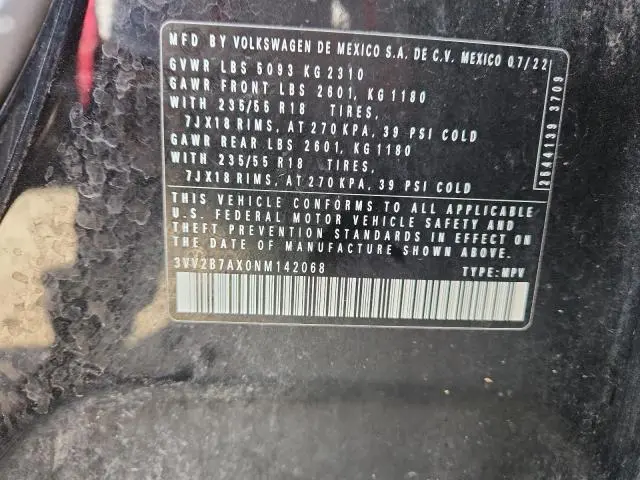 MFD BY VOLKSWAGEN DE MEXICO S.A. DE C.V. MEXICO 07/22
GVWR LBS 5093 KG 2310
GAWR FRONT LBS 2601, KG 1180
WITH 235/55 R18 TIRES,
7JX18 RIMS, AT 270 KPA, 39 PSI COLD
GAWR REAR LBS 2601, KG 1180
WITH 235/55 R18 TIRES,
7JX18 RIMS, AT 270 KPA, 39 PSI COLD
THIS VEHICLE CONFORMS TO ALL APPLICABLE
U.S. FEDERAL MOTOR VEHICLE SAFETY AND
THEFT PREVENTION STANDARDS IN EFFECT ON
THE DATE OF MANUFACTURE SHOWN ABOVE.
3VV2B7AX0NM142068 TYPE: MPV
2544139 3709